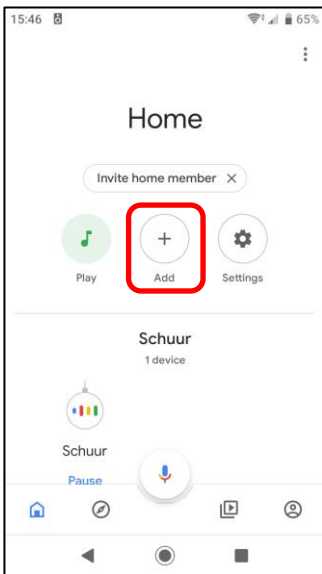 15:46 65%
Home
Invite home member
Play Add Settings
Schuur
1 device
Schuur
Pause